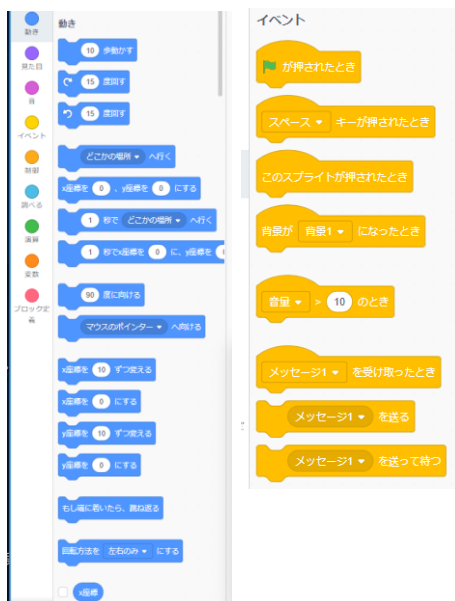 動き
見た目
音
イベント
制御
調べる
演算
変数
ブロック定義
動き
10 歩動かす
15 度回す
15 度回す
どこかの場所 へ行く
x座標を 0 、y座標を 0 にする
1 秒で どこかの場所 へ行く
1 秒でx座標を 0 に、y座標を
90 度に向ける
マウスのポインター へ向ける
x座標を 10 ずつ変える
x座標を 0 にする
y座標を 10 ずつ変える
y座標を 0 にする
もし端に着いたら、跳ね返る
回転方法を 左右のみ にする
x座標
イベント
が押されたとき
スペース キーが押されたとき
このスプライトが押されたとき
背景が 背景1 になったとき
音量 > 10 のとき
メッセージ1 を受け取ったとき
メッセージ1 を送る
メッセージ1 を送って待つ